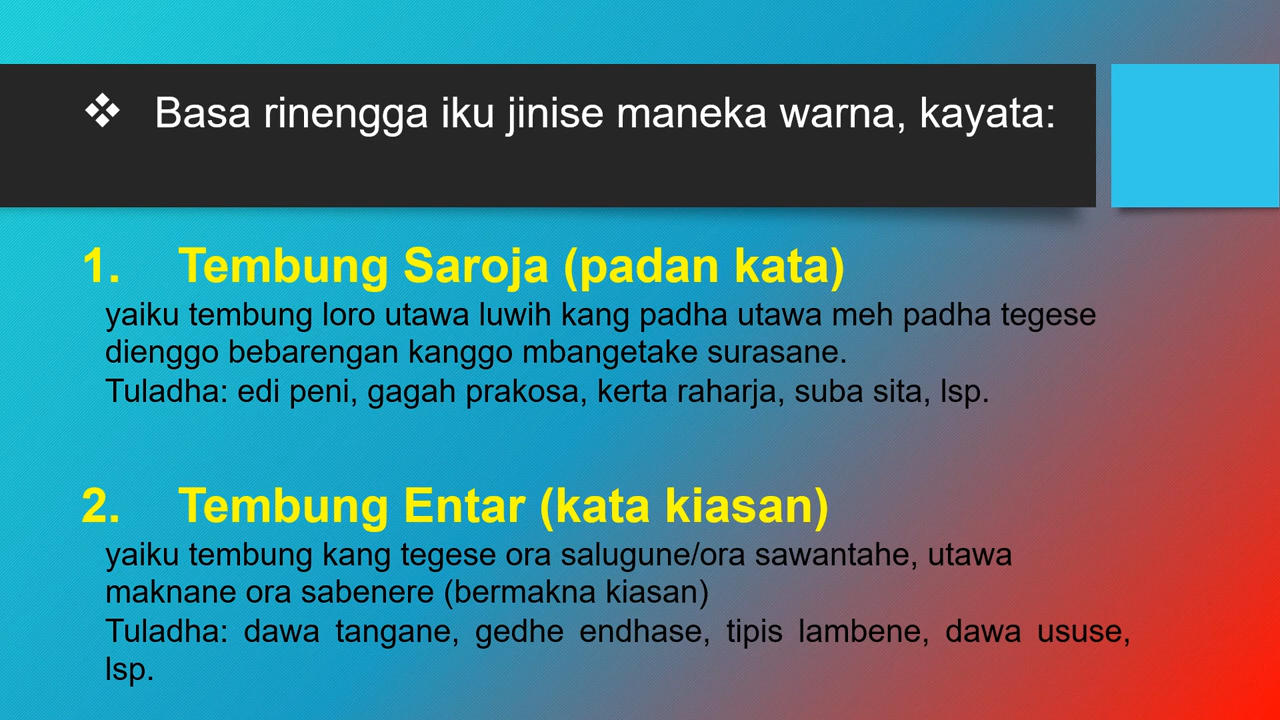 ❖ Basa rinengga iku jinise maneka warna, kayata:
1. Tembung Saroja (padan kata)
yaiku tembung loro utawa luwih kang padha utawa meh padha tegese
dienggo bebarengan kanggo mbangetake surasane.
Tuladha: edi peni, gagah prakosa, kerta raharja, suba sita, lsp.
2. Tembung Entar (kata kiasan)
yaiku tembung kang tegese ora salugune/ora sawantahe, utawa
maknane ora sabenere (bermakna kiasan)
Tuladha: dawa tangane, gedhe endhase, tipis lambene, dawa ususe,
lsp.